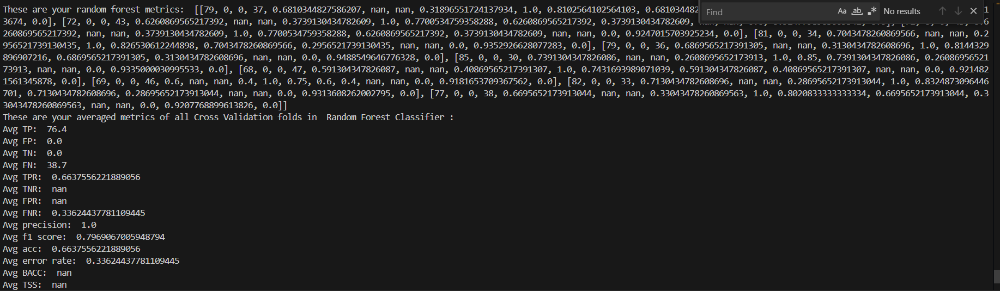 These are your random forest metrics:  [[79, 0, 0, 37, 0.6810344827586207, nan, nan, 0.31896551724137934, 1.0, 0.8102564102564103, 0.681034482
Find Aa ab .* No results
3674, 0.0], [72, 0, 0, 43, 0.6260869565217392, nan, nan, 0.3739130434782609, 1.0, 0.7700534759358288, 0.6260869565217392, 0.3739130434782609,
260869565217392, nan, nan, 0.3739130434782609, 1.0, 0.7700534759358288, 0.6260869565217392, 0.3739130434782609, nan, nan, 0.0, 0.9247015703925234, 0.0], [81, 0, 0, 34, 0.7043478260869566, nan, nan, 0.2
956521739130435, 1.0, 0.826530612244898, 0.7043478260869566, 0.2956521739130435, nan, nan, 0.0, 0.9352926628077283, 0.0], [79, 0, 0, 36, 0.6869565217391305, nan, nan, 0.3130434782608696, 1.0, 0.8144329
896907216, 0.6869565217391305, 0.3130434782608696, nan, nan, 0.0, 0.9488549646776328, 0.0], [85, 0, 0, 30, 0.7391304347826086, nan, nan, 0.2608695652173913, 1.0, 0.85, 0.7391304347826086, 0.26086956521
73913, nan, nan, 0.0, 0.9335000030995533, 0.0], [68, 0, 0, 47, 0.591304347826087, nan, nan, 0.40869565217391307, 1.0, 0.7431693989071039, 0.591304347826087, 0.40869565217391307, nan, nan, 0.0, 0.921482
1561345878, 0.0], [69, 0, 0, 46, 0.6, nan, nan, 0.4, 1.0, 0.75, 0.6, 0.4, nan, nan, 0.0, 0.9181653709367562, 0.0], [82, 0, 0, 33, 0.7130434782608696, nan, nan, 0.28695652173913044, 1.0, 0.8324873096446
701, 0.7130434782608696, 0.28695652173913044, nan, nan, 0.0, 0.9313608262002795, 0.0], [77, 0, 0, 38, 0.6695652173913044, nan, nan, 0.33043478260869563, 1.0, 0.8020833333333334, 0.6695652173913044, 0.3
3043478260869563, nan, nan, 0.0, 0.9207768899613826, 0.0]]
These are your averaged metrics of all Cross Validation folds in  Random Forest Classifier :
Avg TP:  76.4
Avg FP:  0.0
Avg TN:  0.0
Avg FN:  38.7
Avg TPR:  0.6637556221889056
Avg TNR:  nan
Avg FPR:  nan
Avg FNR:  0.33624437781109445
Avg precision:  1.0
Avg f1 score:  0.7969067005948794
Avg acc:  0.6637556221889056
Avg error rate:  0.33624437781109445
Avg BACC:  nan
Avg TSS:  nan